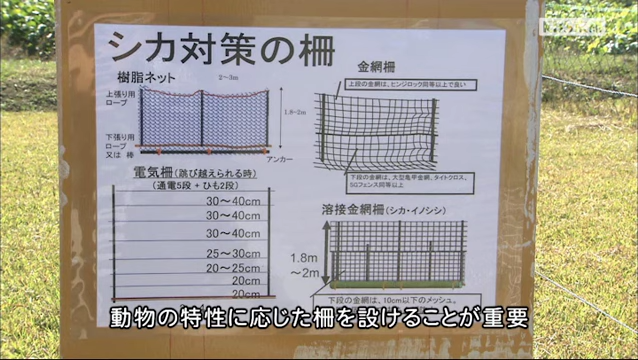 シカ対策の柵
樹脂ネット
2~3m
上張り用
ロープ
1.8~2m
下張り用
ロープ
又は 棒
アンカー
金網柵
上段の金網は、ヒンジロック同等以上で良い
下段の金網は、大型亀甲金網、タイトクロス、
SGフェンス同等以上
電気柵(跳び越えられる時)
(通電5段 + ひも2段)
30~40cm
30~40cm
30~40cm
25~30cm
20~25cm
20cm
20cm
溶接金網柵(シカ・イノシシ)
1.8m
~2m
下段の金網は、10cm以下のメッシュ。
動物の特性に応じた柵を設けることが重要